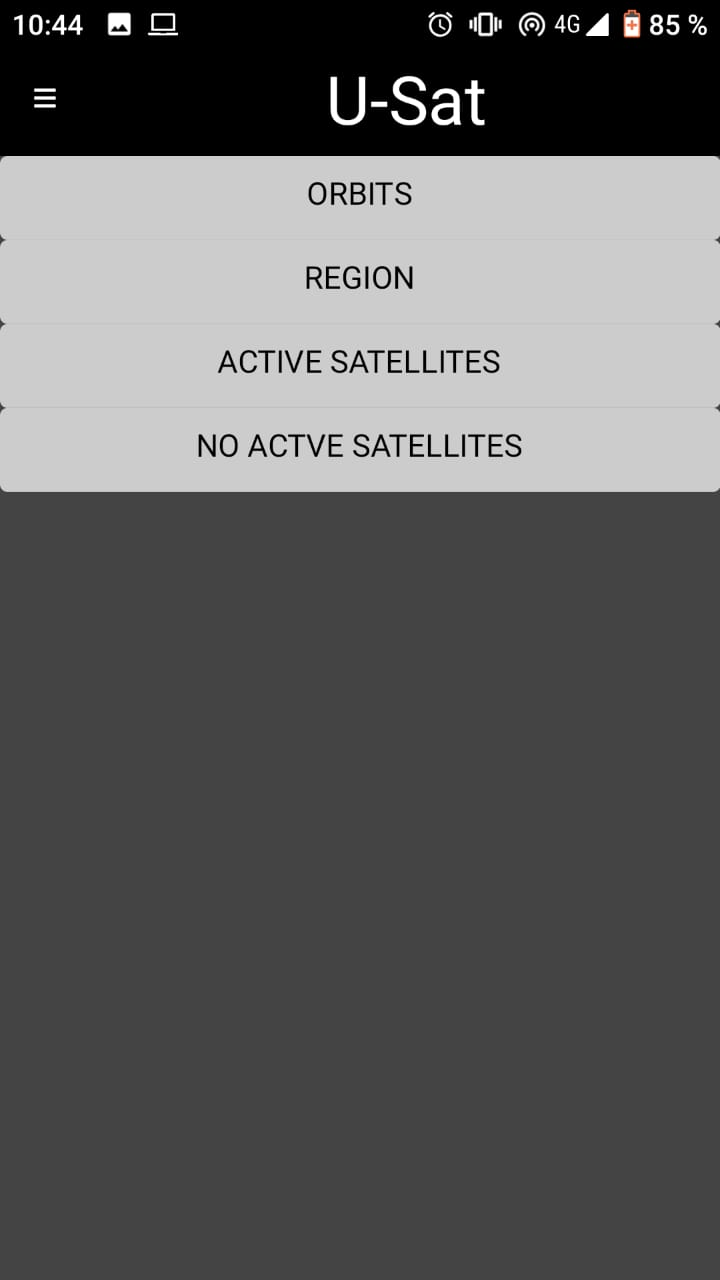 10:44 4G 85 %
U-Sat
ORBITS
REGION
ACTIVE SATELLITES
NO ACTVE SATELLITES